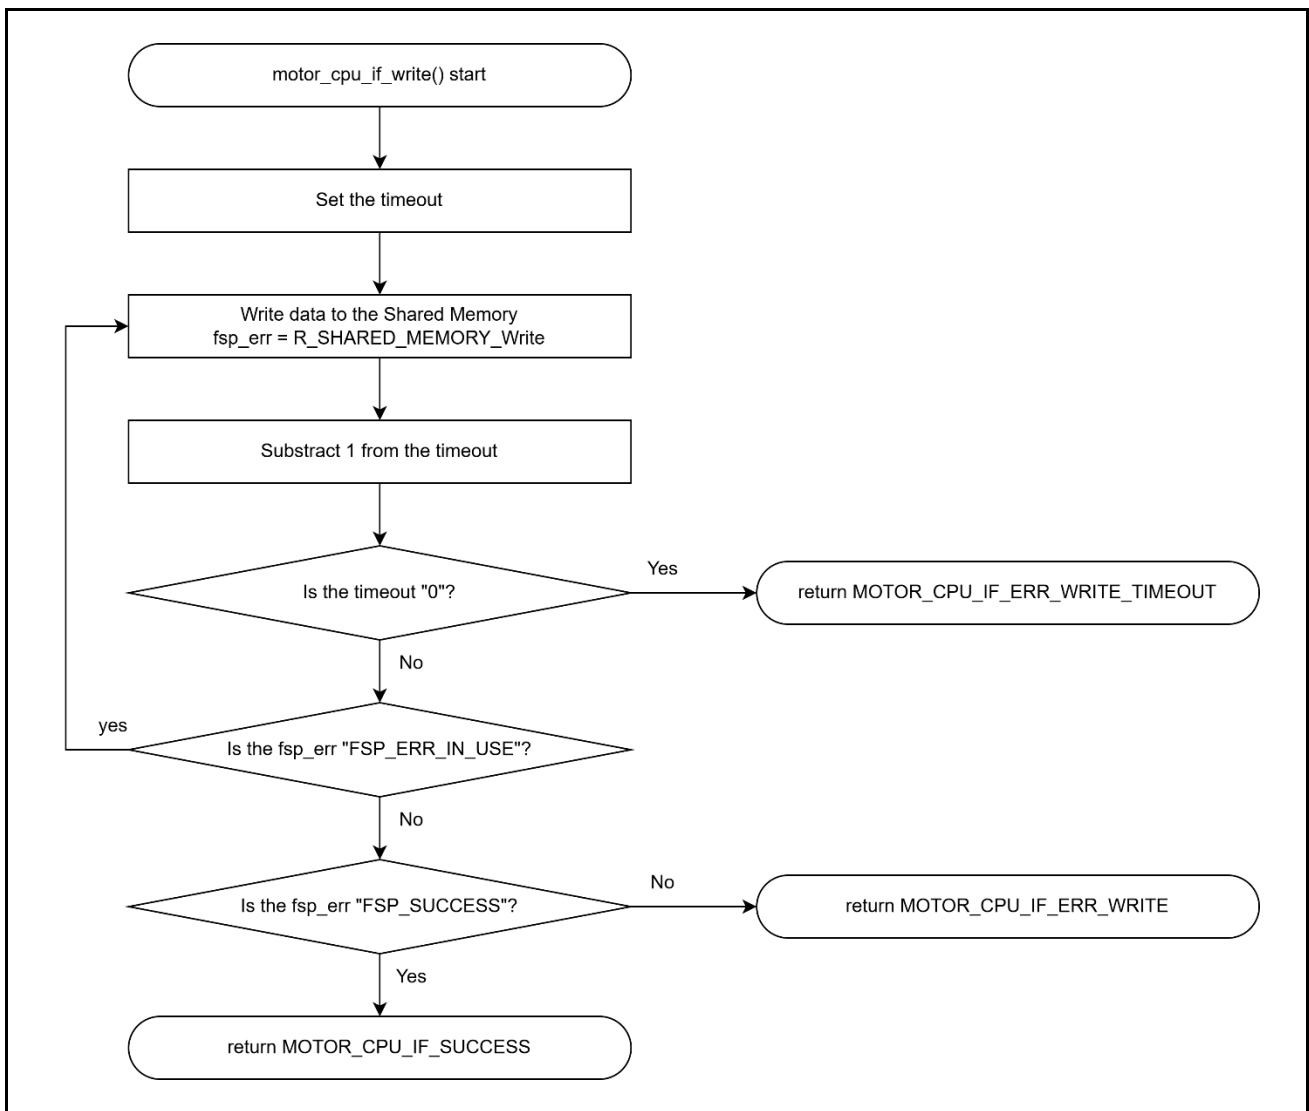 motor_cpu_if_write() start
Set the timeout
Write data to the Shared Memory
fsp_err = R_SHARED_MEMORY_Write
Substract 1 from the timeout
Is the timeout "0"?
Yes
return MOTOR_CPU_IF_ERR_WRITE_TIMEOUT
No
yes
Is the fsp_err "FSP_ERR_IN_USE"?
No
Is the fsp_err "FSP_SUCCESS"?
No
return MOTOR_CPU_IF_ERR_WRITE
Yes
return MOTOR_CPU_IF_SUCCESS